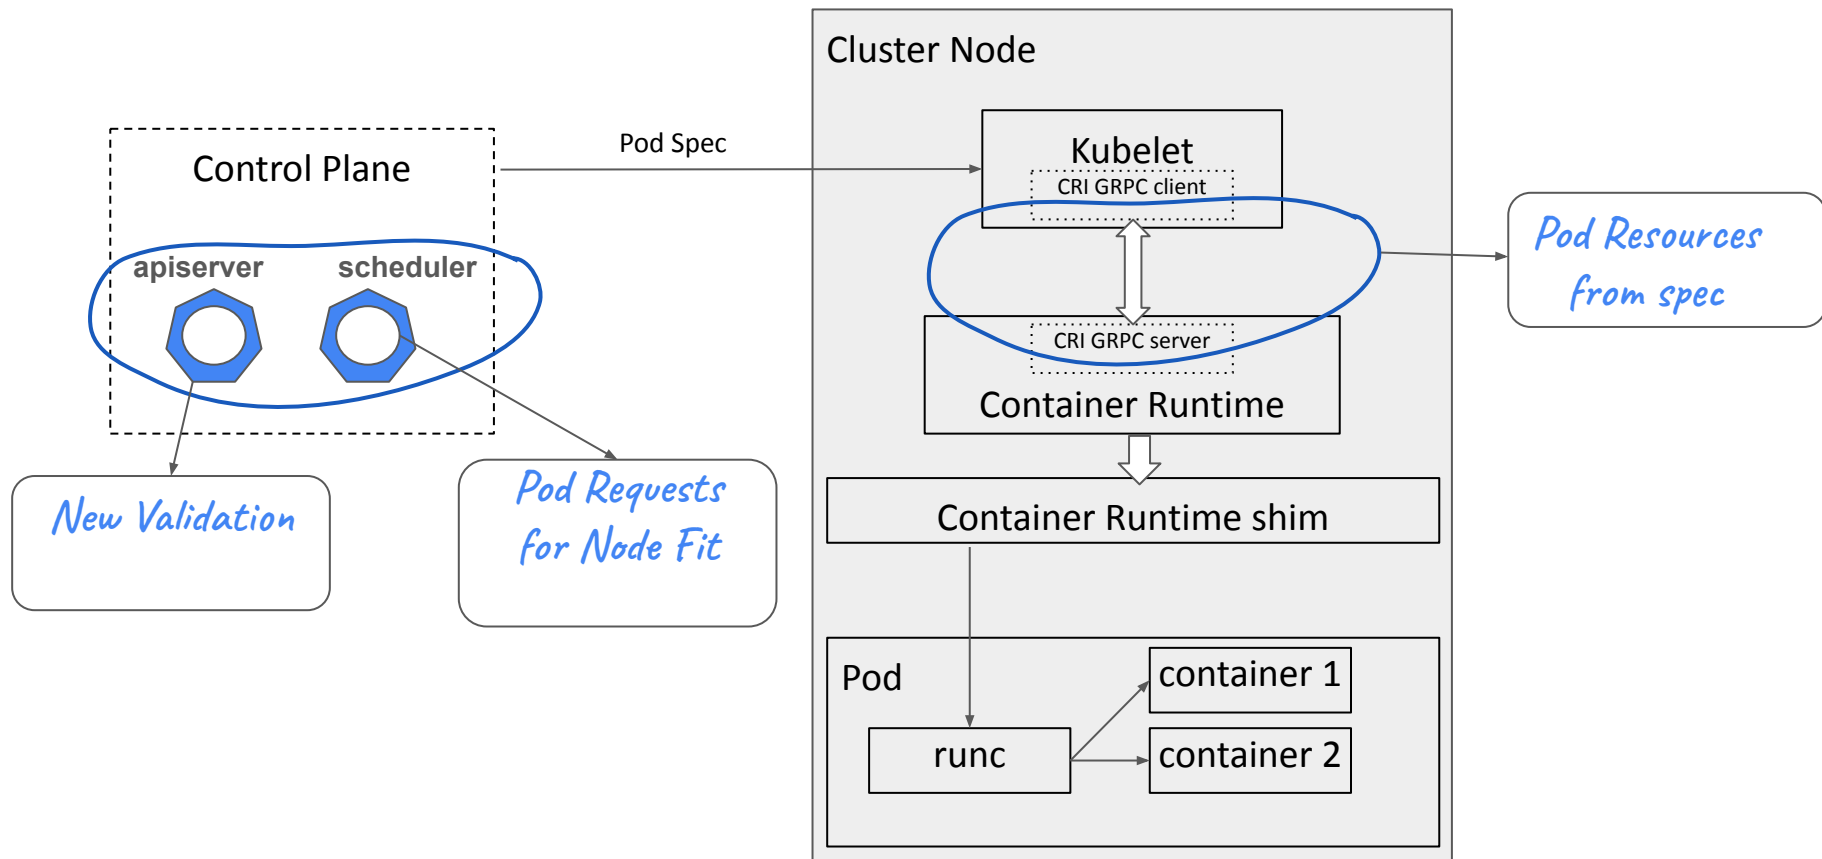 Cluster Node
Control Plane
apiserver
scheduler
New Validation
Pod Requests
for Node Fit
Pod Spec
Kubelet
CRI GRPC client
CRI GRPC server
Container Runtime
Container Runtime shim
Pod
runc
container 1
container 2
Pod Resources
from spec